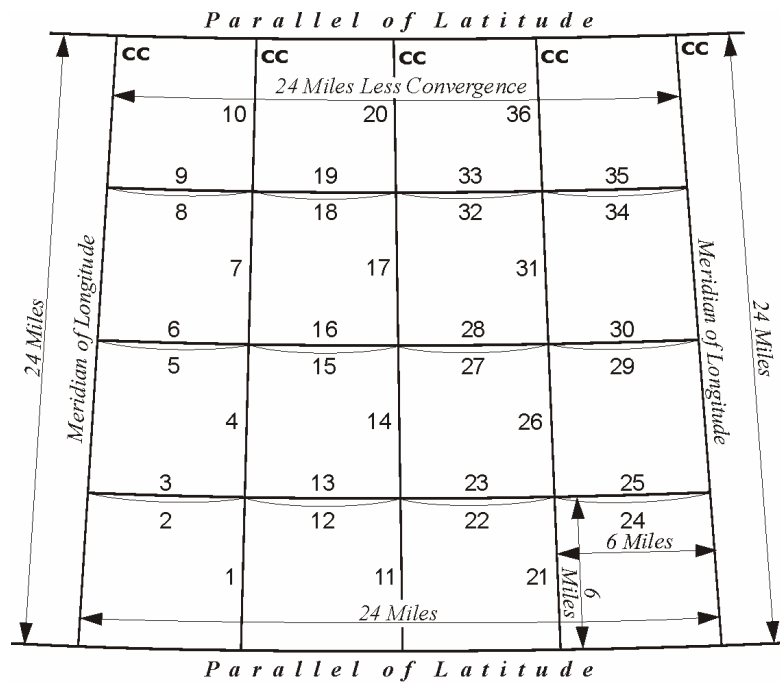 Parallel of Latitude
CC CC CC CC CC
24 Miles Less Convergence
10 20 36
9 19 33 35
8 18 32 34
7 17 31
Meridian of Longitude
Meridian of Longitude
24 Miles
24 Miles
6 16 28 30
5 15 27 29
4 14 26
3 13 23 25
2 12 22 24
6 Miles
1 11 21
6 Miles
24 Miles
Parallel of Latitude